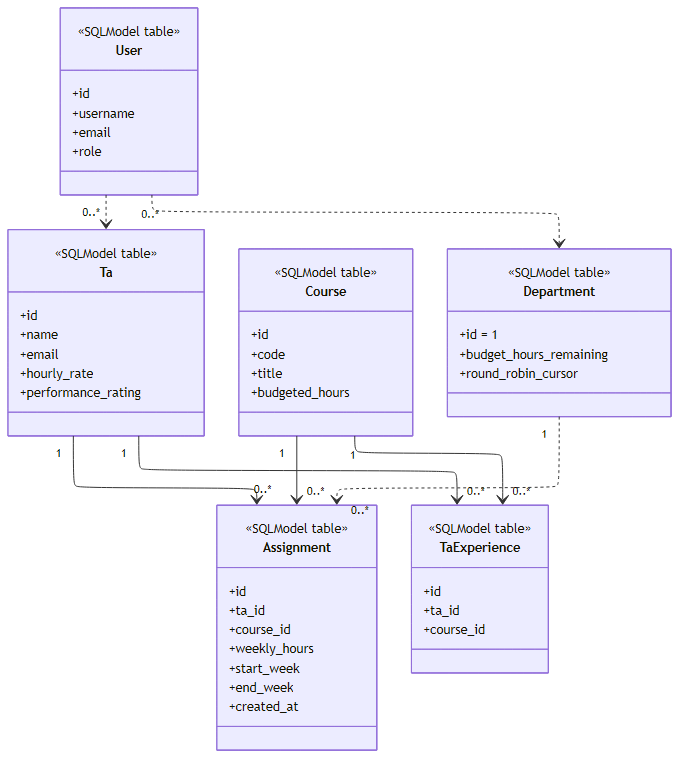 «SQLModel table»
User
+id
+username
+email
+role
0..*
0..*
«SQLModel table»
Ta
+id
+name
+email
+hourly_rate
+performance_rating
«SQLModel table»
Course
+id
+code
+title
+budgeted_hours
«SQLModel table»
Department
+id = 1
+budget_hours_remaining
+round_robin_cursor
1
1
1
1
1
0..*
0..*
0..*
0..*
0..*
«SQLModel table»
Assignment
+id
+ta_id
+course_id
+weekly_hours
+start_week
+end_week
+created_at
«SQLModel table»
TaExperience
+id
+ta_id
+course_id